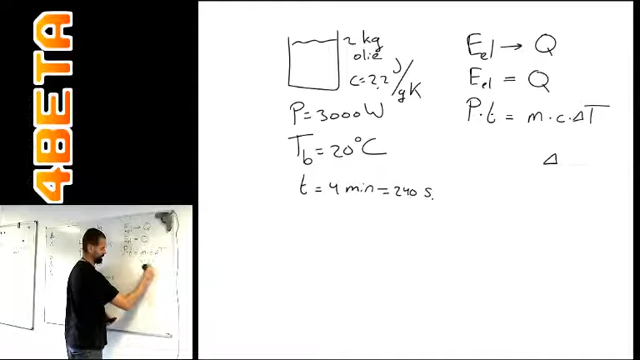 4BETA
2 kg
olie
c = 2,2 J/gK
P = 3000 W
T_b = 20°C
t = 4 min = 240 s.
E_el → Q
E_el = Q
P·t = m·c·ΔT
Δ